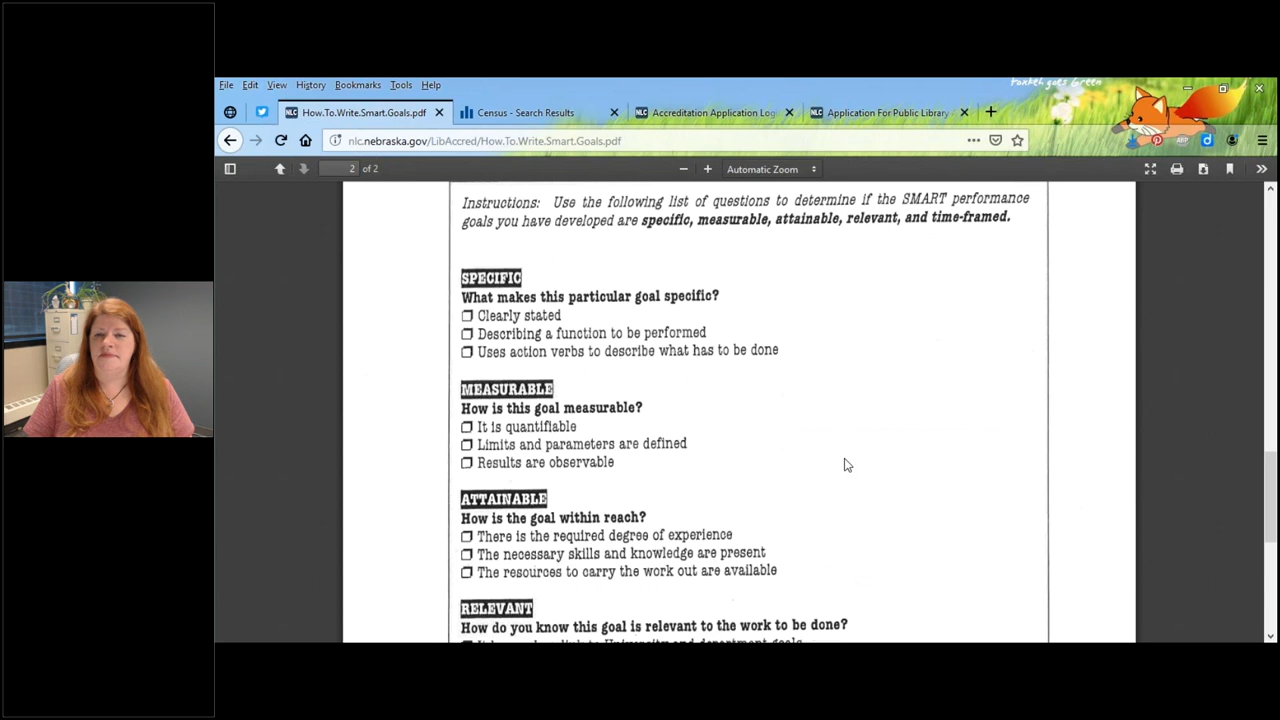 Foxkeh goes Green
File Edit View History Bookmarks Tools Help
NLC How.To.Write.Smart.Goals.pdf × Census - Search Results × NLC Accreditation Application Log × NLC Application For Public Library ×
nlc.nebraska.gov/LibAccred/How.To.Write.Smart.Goals.pdf
2 of 2 Automatic Zoom
Instructions: Use the following list of questions to determine if the SMART performance
goals you have developed are specific, measurable, attainable, relevant, and time-framed.
SPECIFIC
What makes this particular goal specific?
Clearly stated
Describing a function to be performed
Uses action verbs to describe what has to be done
MEASURABLE
How is this goal measurable?
It is quantifiable
Limits and parameters are defined
Results are observable
ATTAINABLE
How is the goal within reach?
There is the required degree of experience
The necessary skills and knowledge are present
The resources to carry the work out are available
RELEVANT
How do you know this goal is relevant to the work to be done?